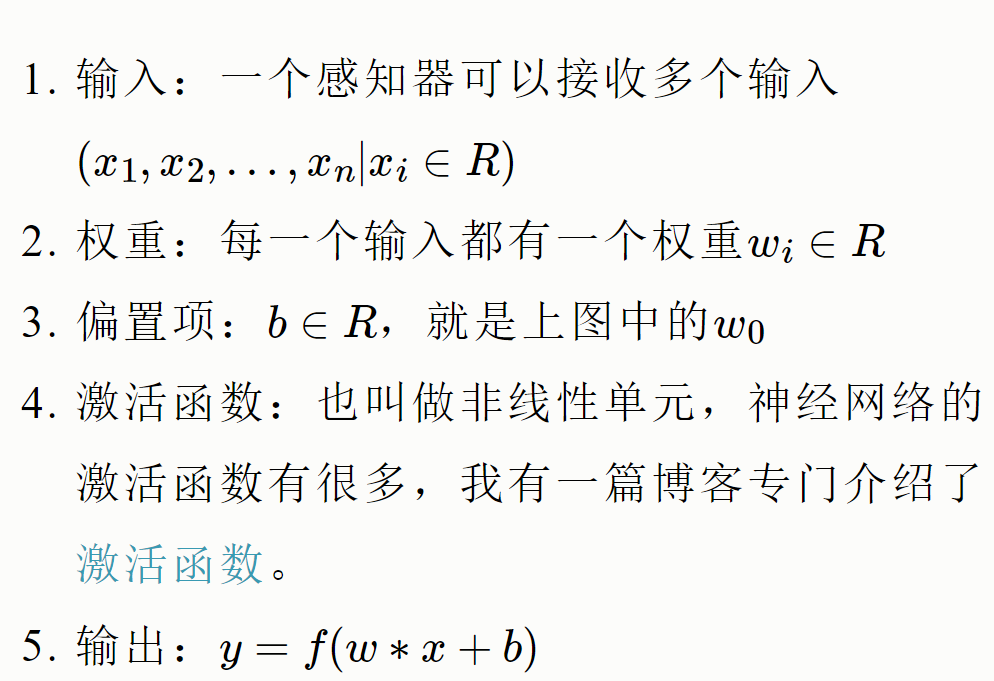 1. 输入：一个感知器可以接收多个输入
(x₁, x₂, ..., xₙ|xᵢ ∈ R)
2. 权重：每一个输入都有一个权重wᵢ ∈ R
3. 偏置项：b ∈ R，就是上图中的w₀
4. 激活函数：也叫做非线性单元，神经网络的
激活函数有很多，我有一篇博客专门介绍了
激活函数。
5. 输出：y = f(w * x + b)